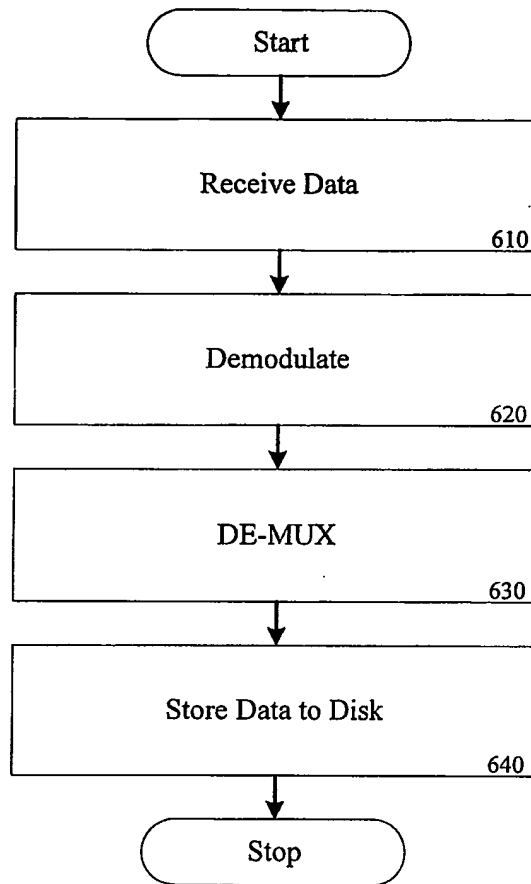 Start
Receive Data
610
Demodulate
620
DE-MUX
630
Store Data to Disk
640
Stop